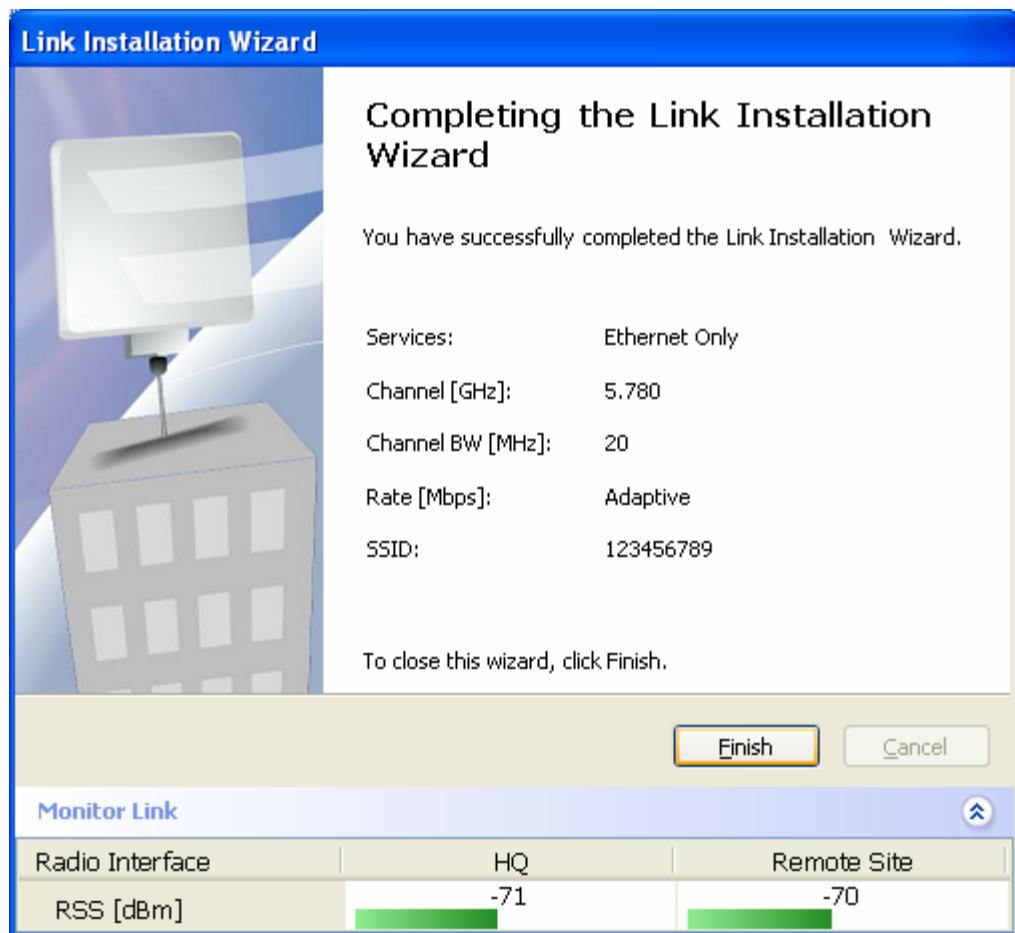 Link Installation Wizard
Completing the Link Installation
Wizard
You have successfully completed the Link Installation Wizard.
Services: Ethernet Only
Channel [GHz]: 5.780
Channel BW [MHz]: 20
Rate [Mbps]: Adaptive
SSID: 123456789
To close this wizard, click Finish.
Finish Cancel
Monitor Link
Radio Interface HQ Remote Site
RSS [dBm] -71 -70